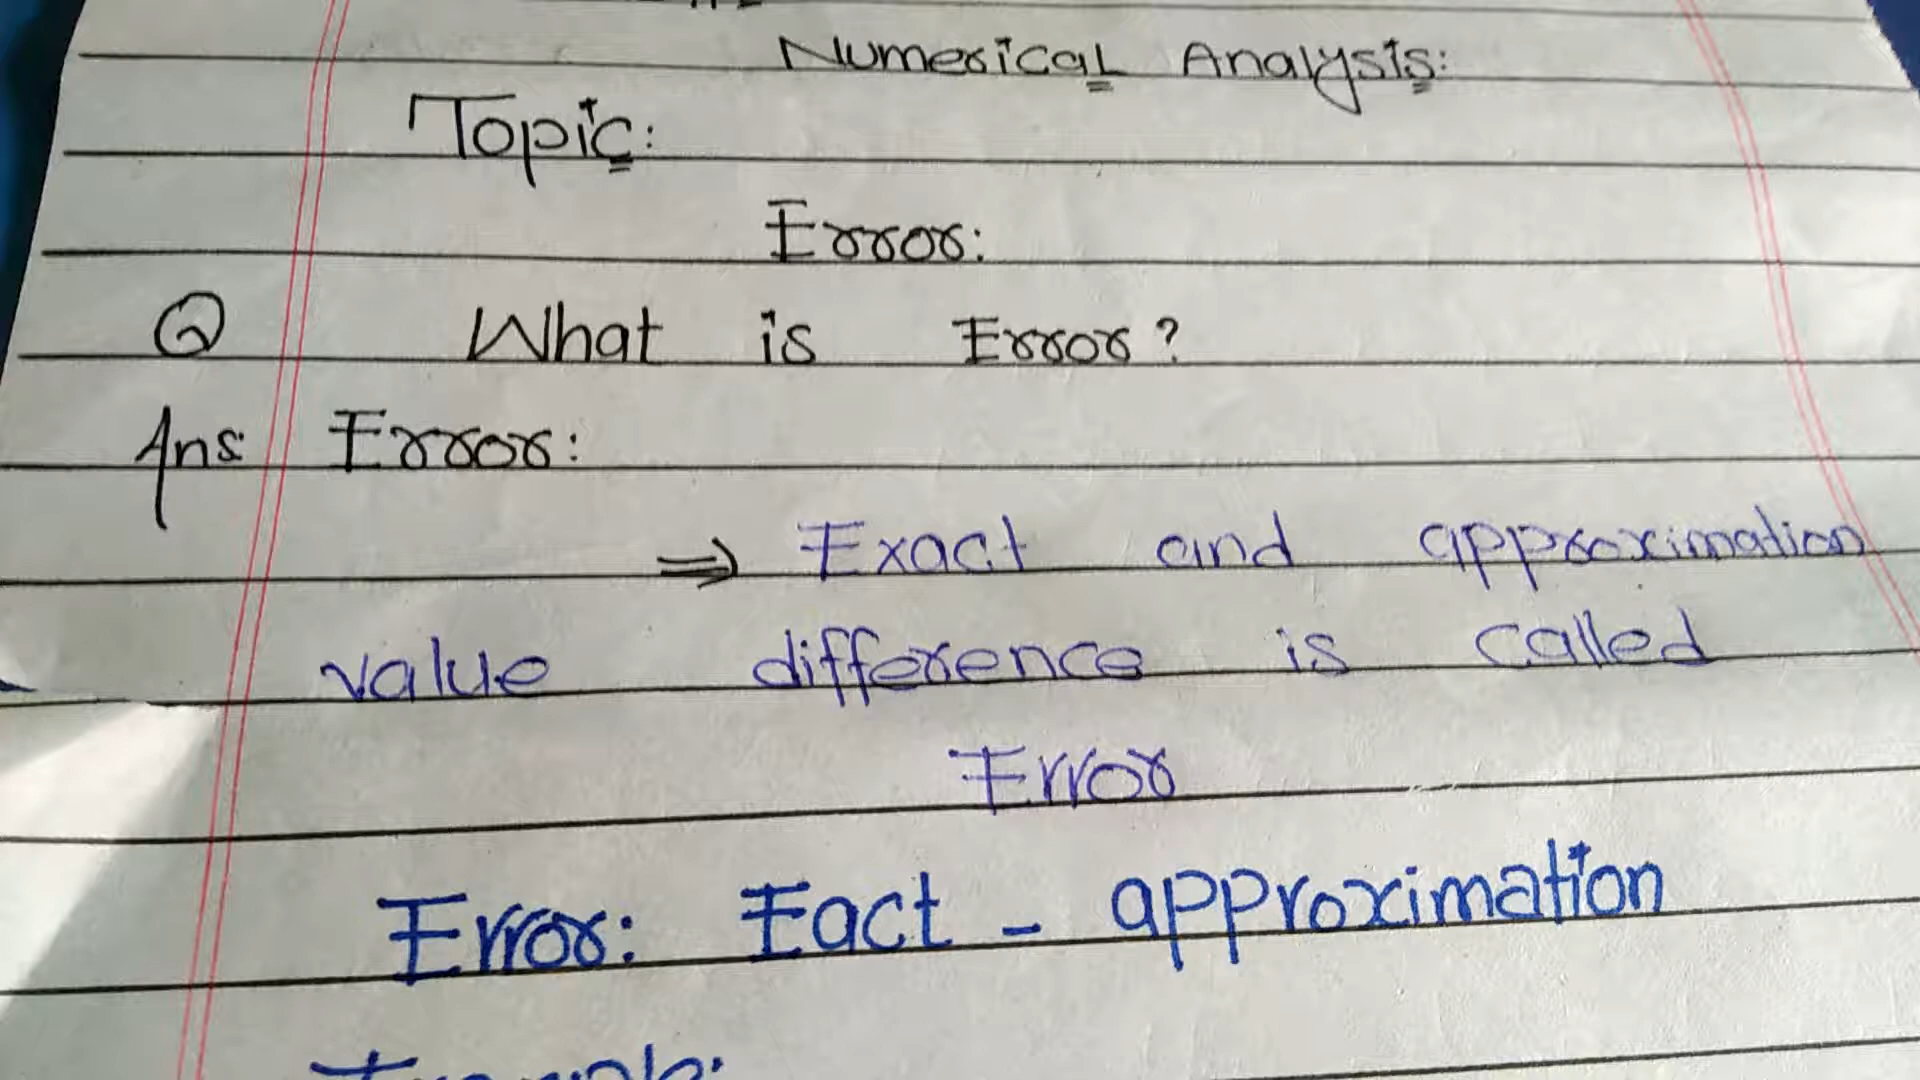 Numerical Analysis:
Topic:
Error:
Q What is Error?
Ans: Error:
⇒ Exact and approximation
value difference is called
Error
Error: Eact - approximation